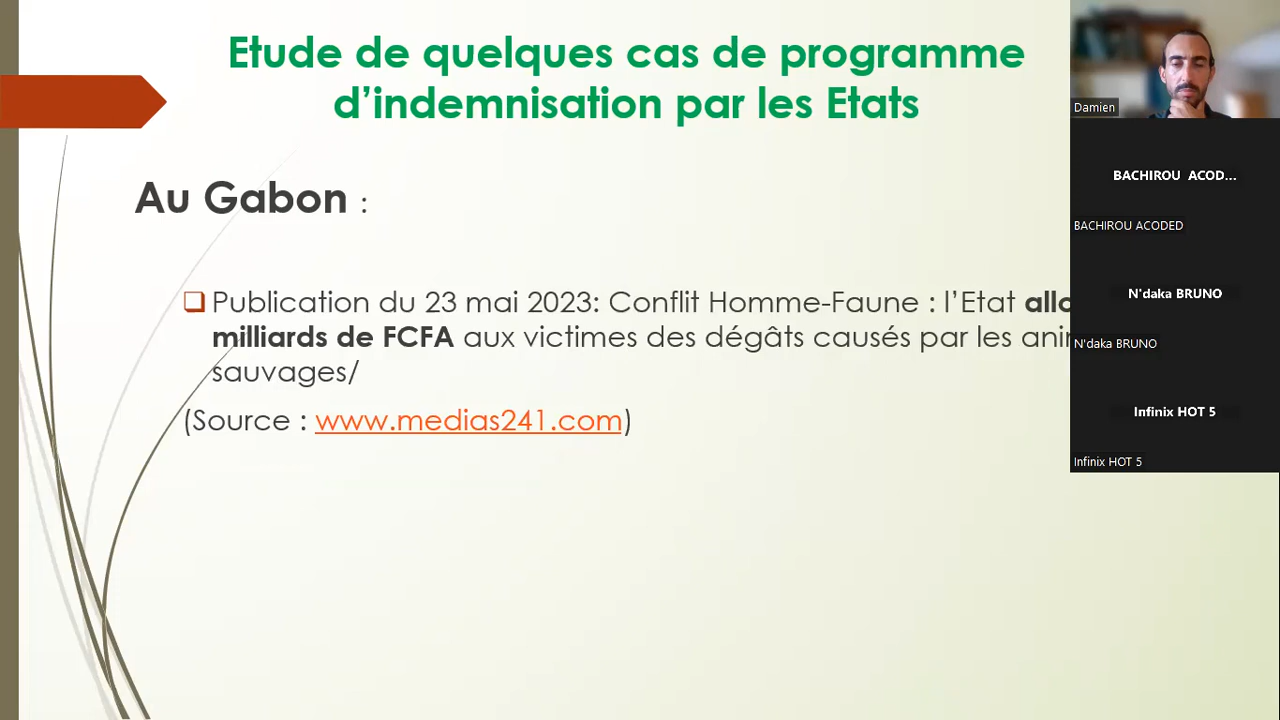 Etude de quelques cas de programme
d’indemnisation par les Etats
Au Gabon :
❑ Publication du 23 mai 2023: Conflit Homme-Faune : l’Etat
milliards de FCFA aux victimes des dégâts causés par les
sauvages/
(Source : www.medias241.com)
Damien
BACHIROU ACOD...
BACHIROU ACODED
N'daka BRUNO
N'daka BRUNO
Infinix HOT 5
Infinix HOT 5